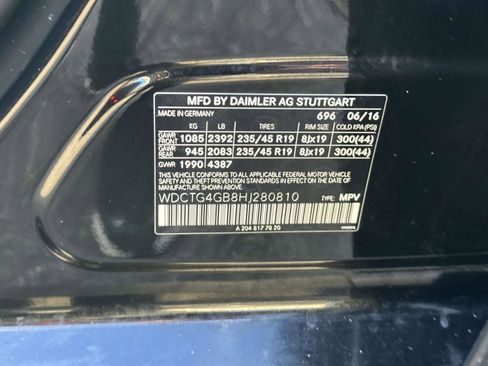 MFD BY DAIMLER AG STUTTGART
MADE IN GERMANY 696 06/16
KG LB TIRES RIM SIZE COLD KPA(PSI)
GAWR FRONT 1085 2392 235/45 R19 8Jx19 300(44)
GAWR REAR 945 2083 235/45 R19 8Jx19 300(44)
GVWR 1990 4387
THIS VEHICLE CONFORMS TO ALL APPLICABLE FEDERAL MOTOR VEHICLE
SAFETY STANDARDS IN EFFECT ON THE DATE OF MANUFACTURE SHOWN ABOVE.
WDCTG4GB8HJ280810 TYPE: MPV
A 204 817 78 20